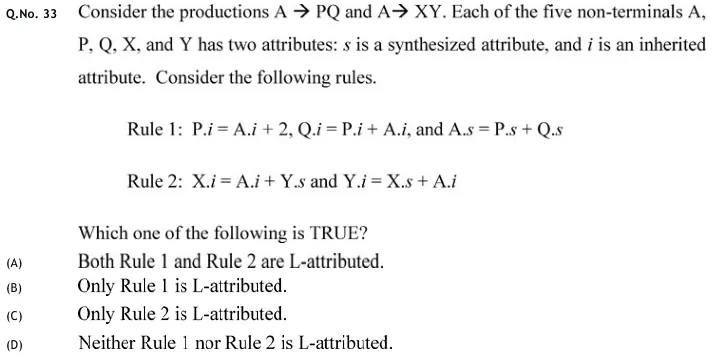 Q.No. 33 Consider the productions A → PQ and A→ XY. Each of the five non-terminals A,
P, Q, X, and Y has two attributes: s is a synthesized attribute, and i is an inherited
attribute. Consider the following rules.
Rule 1: P.i = A.i + 2, Q.i = P.i + A.i, and A.s = P.s + Q.s
Rule 2: X.i = A.i + Y.s and Y.i = X.s + A.i
Which one of the following is TRUE?
(A) Both Rule 1 and Rule 2 are L-attributed.
(B) Only Rule 1 is L-attributed.
(C) Only Rule 2 is L-attributed.
(D) Neither Rule 1 nor Rule 2 is L-attributed.